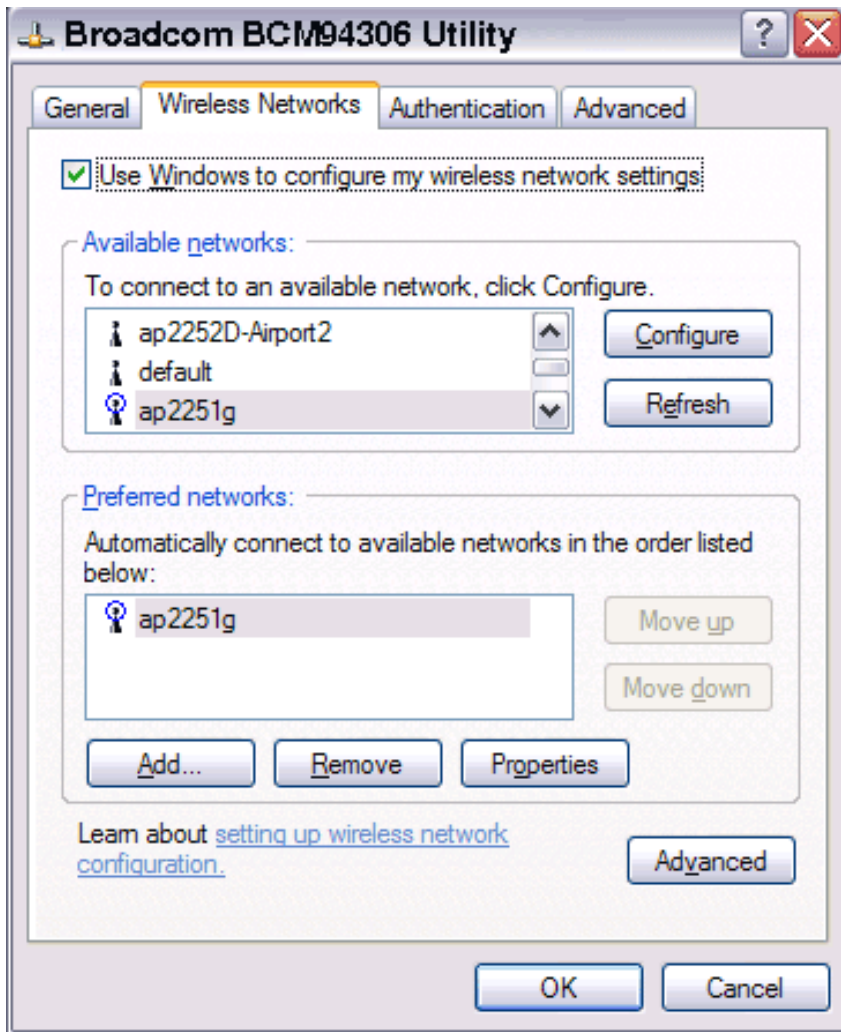 Broadcom BCM94306 Utility
General Wireless Networks Authentication Advanced
Use Windows to configure my wireless network settings
Available networks:
To connect to an available network, click Configure.
ap2252D-Airport2
default
ap2251g
Configure
Refresh
Preferred networks:
Automatically connect to available networks in the order listed
below:
ap2251g
Move up
Move down
Add... Remove Properties
Learn about setting up wireless network
configuration.
Advanced
OK Cancel